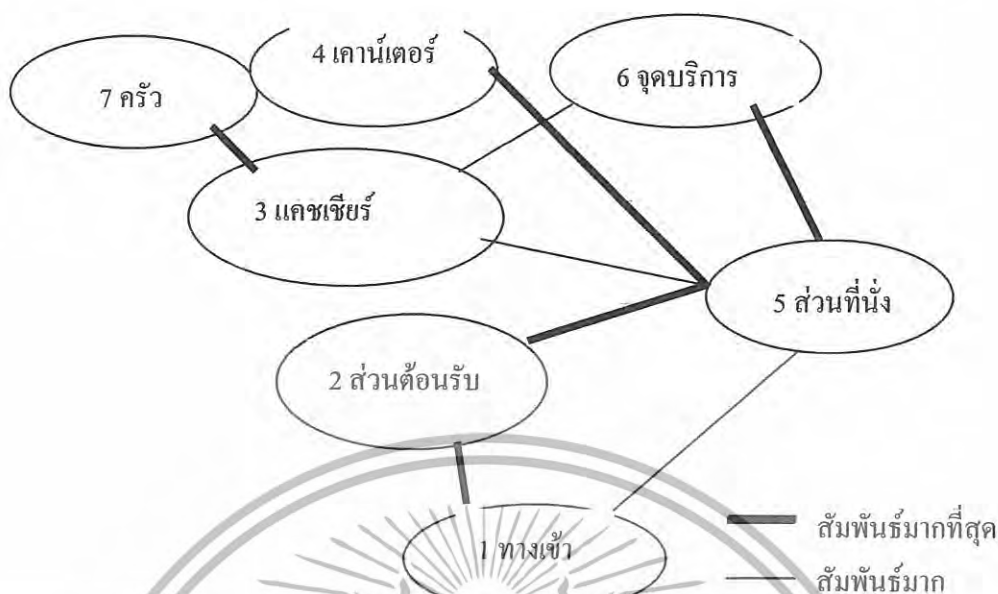 4 เคาน์เตอร์
6 จุดบริการ
7 ครัว
3 แคชเชียร์
5 ส่วนที่นั่ง
2 ส่วนต้อนรับ
1 ทางเข้า
สัมพันธ์มากที่สุด
สัมพันธ์มาก